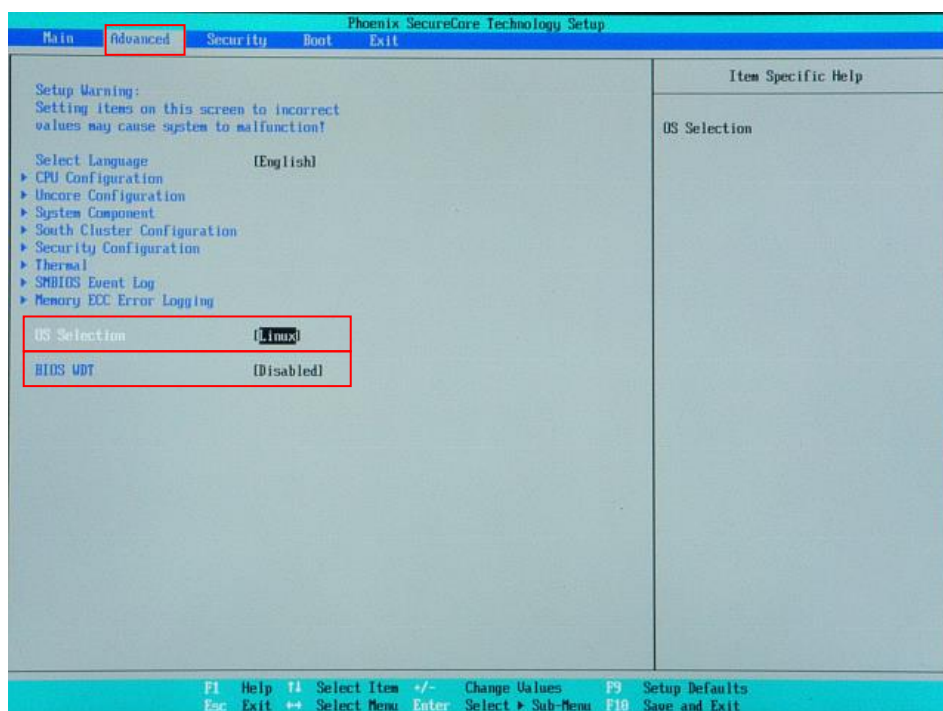 Phoenix SecureCore Technology Setup
Main Advanced Security Boot Exit
Item Specific Help
Setup Warning:
Setting items on this screen to incorrect
values may cause system to malfunction!
OS Selection
Select Language [English]
▶ CPU Configuration
▶ Uncore Configuration
▶ System Component
▶ South Cluster Configuration
▶ Security Configuration
▶ Thermal
▶ SMBIOS Event Log
▶ Memory ECC Error Logging
OS Selection [Linux]
BIOS WDT [Disabled]
F1 Help ↑↓ Select Item +/- Change Values F9 Setup Defaults
Esc Exit ↔ Select Menu Enter Select ▶ Sub-Menu F10 Save and Exit